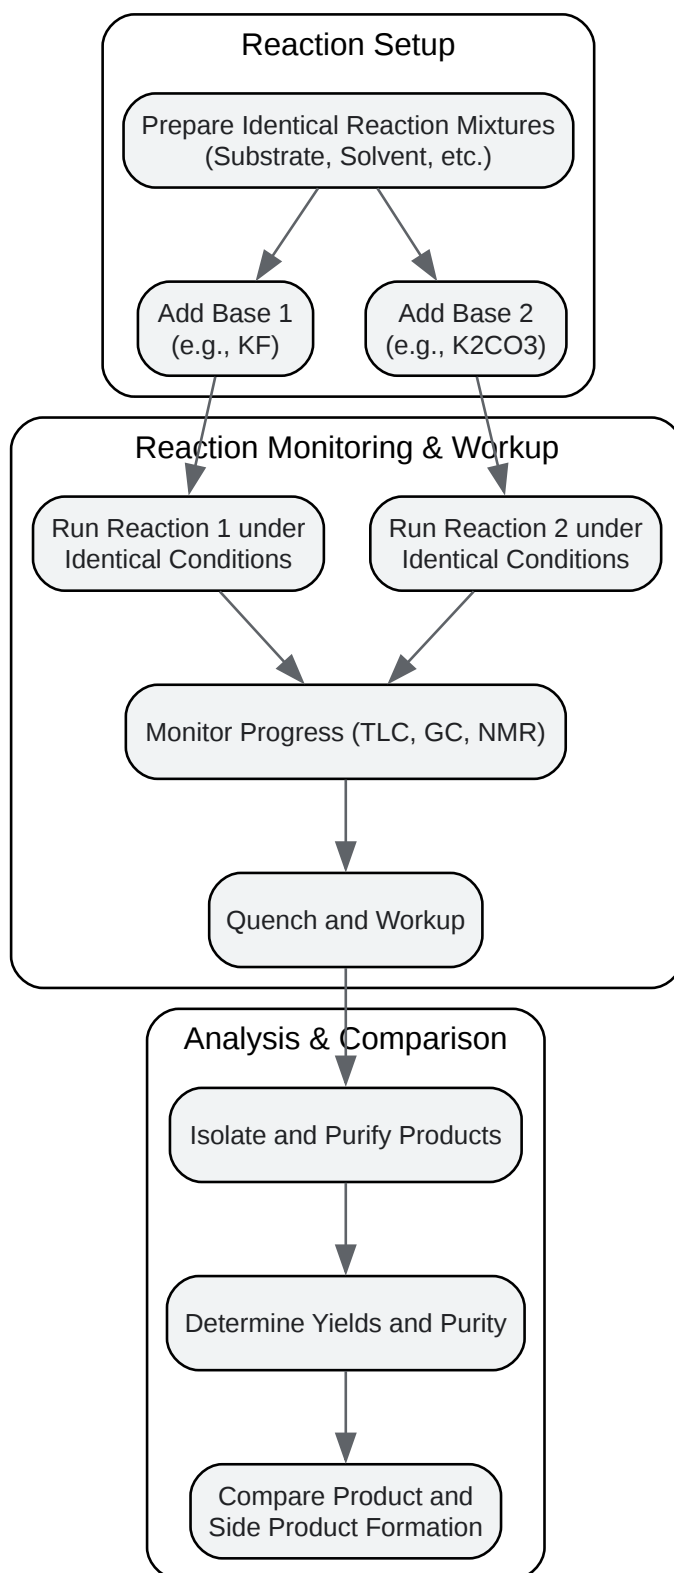 Reaction Setup
Prepare Identical Reaction Mixtures
(Substrate, Solvent, etc.)
Add Base 1
(e.g., KF)
Add Base 2
(e.g., K2CO3)
Reaction Monitoring & Workup
Run Reaction 1 under
Identical Conditions
Run Reaction 2 under
Identical Conditions
Monitor Progress (TLC, GC, NMR)
Quench and Workup
Analysis & Comparison
Isolate and Purify Products
Determine Yields and Purity
Compare Product and
Side Product Formation